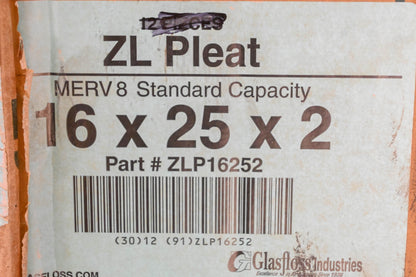 12 PIECES
ZL Pleat
MERV 8 Standard Capacity
16 x 25 x 2
Part # ZLP16252
(30)12 (91)ZLP16252
Glasfloss Industries